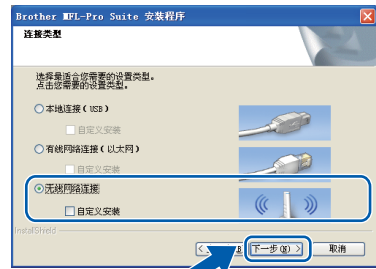 Brother MFL-Pro Suite 安装程序
连接类型
选择最适合您需要的设置类型。
点击您需要的设置类型。
本地连接(USB)
自定义安装
有线网络连接(以太网)
自定义安装
无线网络连接
自定义安装
InstallShield
下一步(N) > 取消